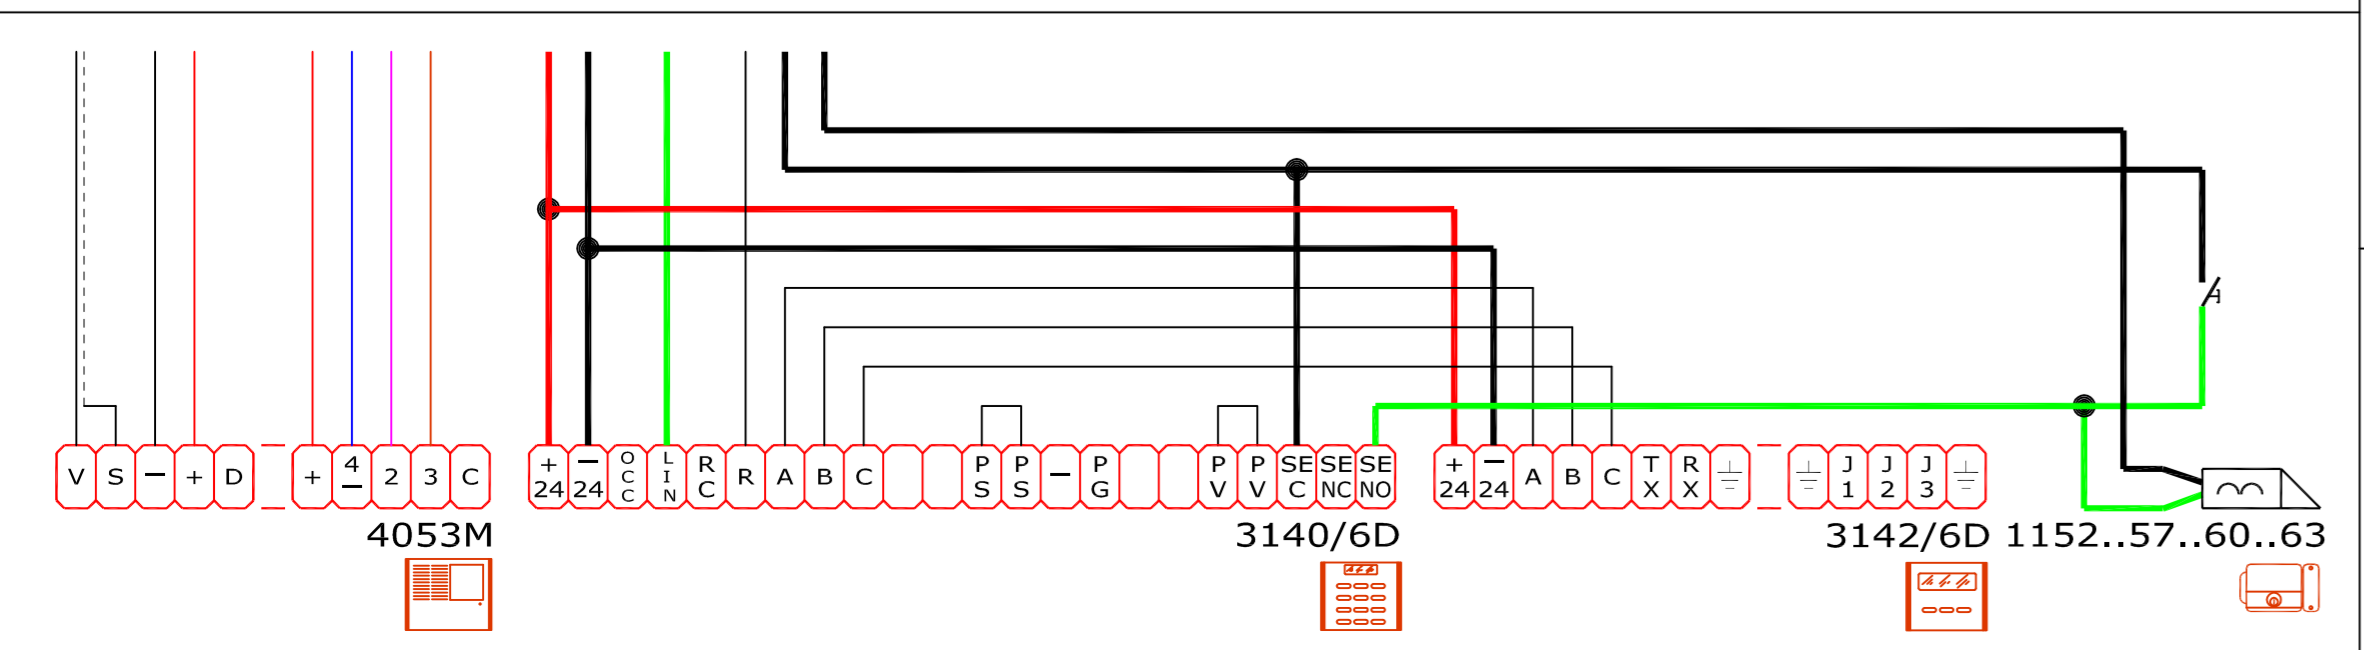 V S − + D + 4 − 2 3 C
+ 24 − 24 O C C L I N R C R A B C P S P S − P G P V P V SE C SE NC SE NO
+ 24 − 24 A B C T X R X J 1 J 2 J 3
4053M
3140/6D
3142/6D
1152..57..60..63